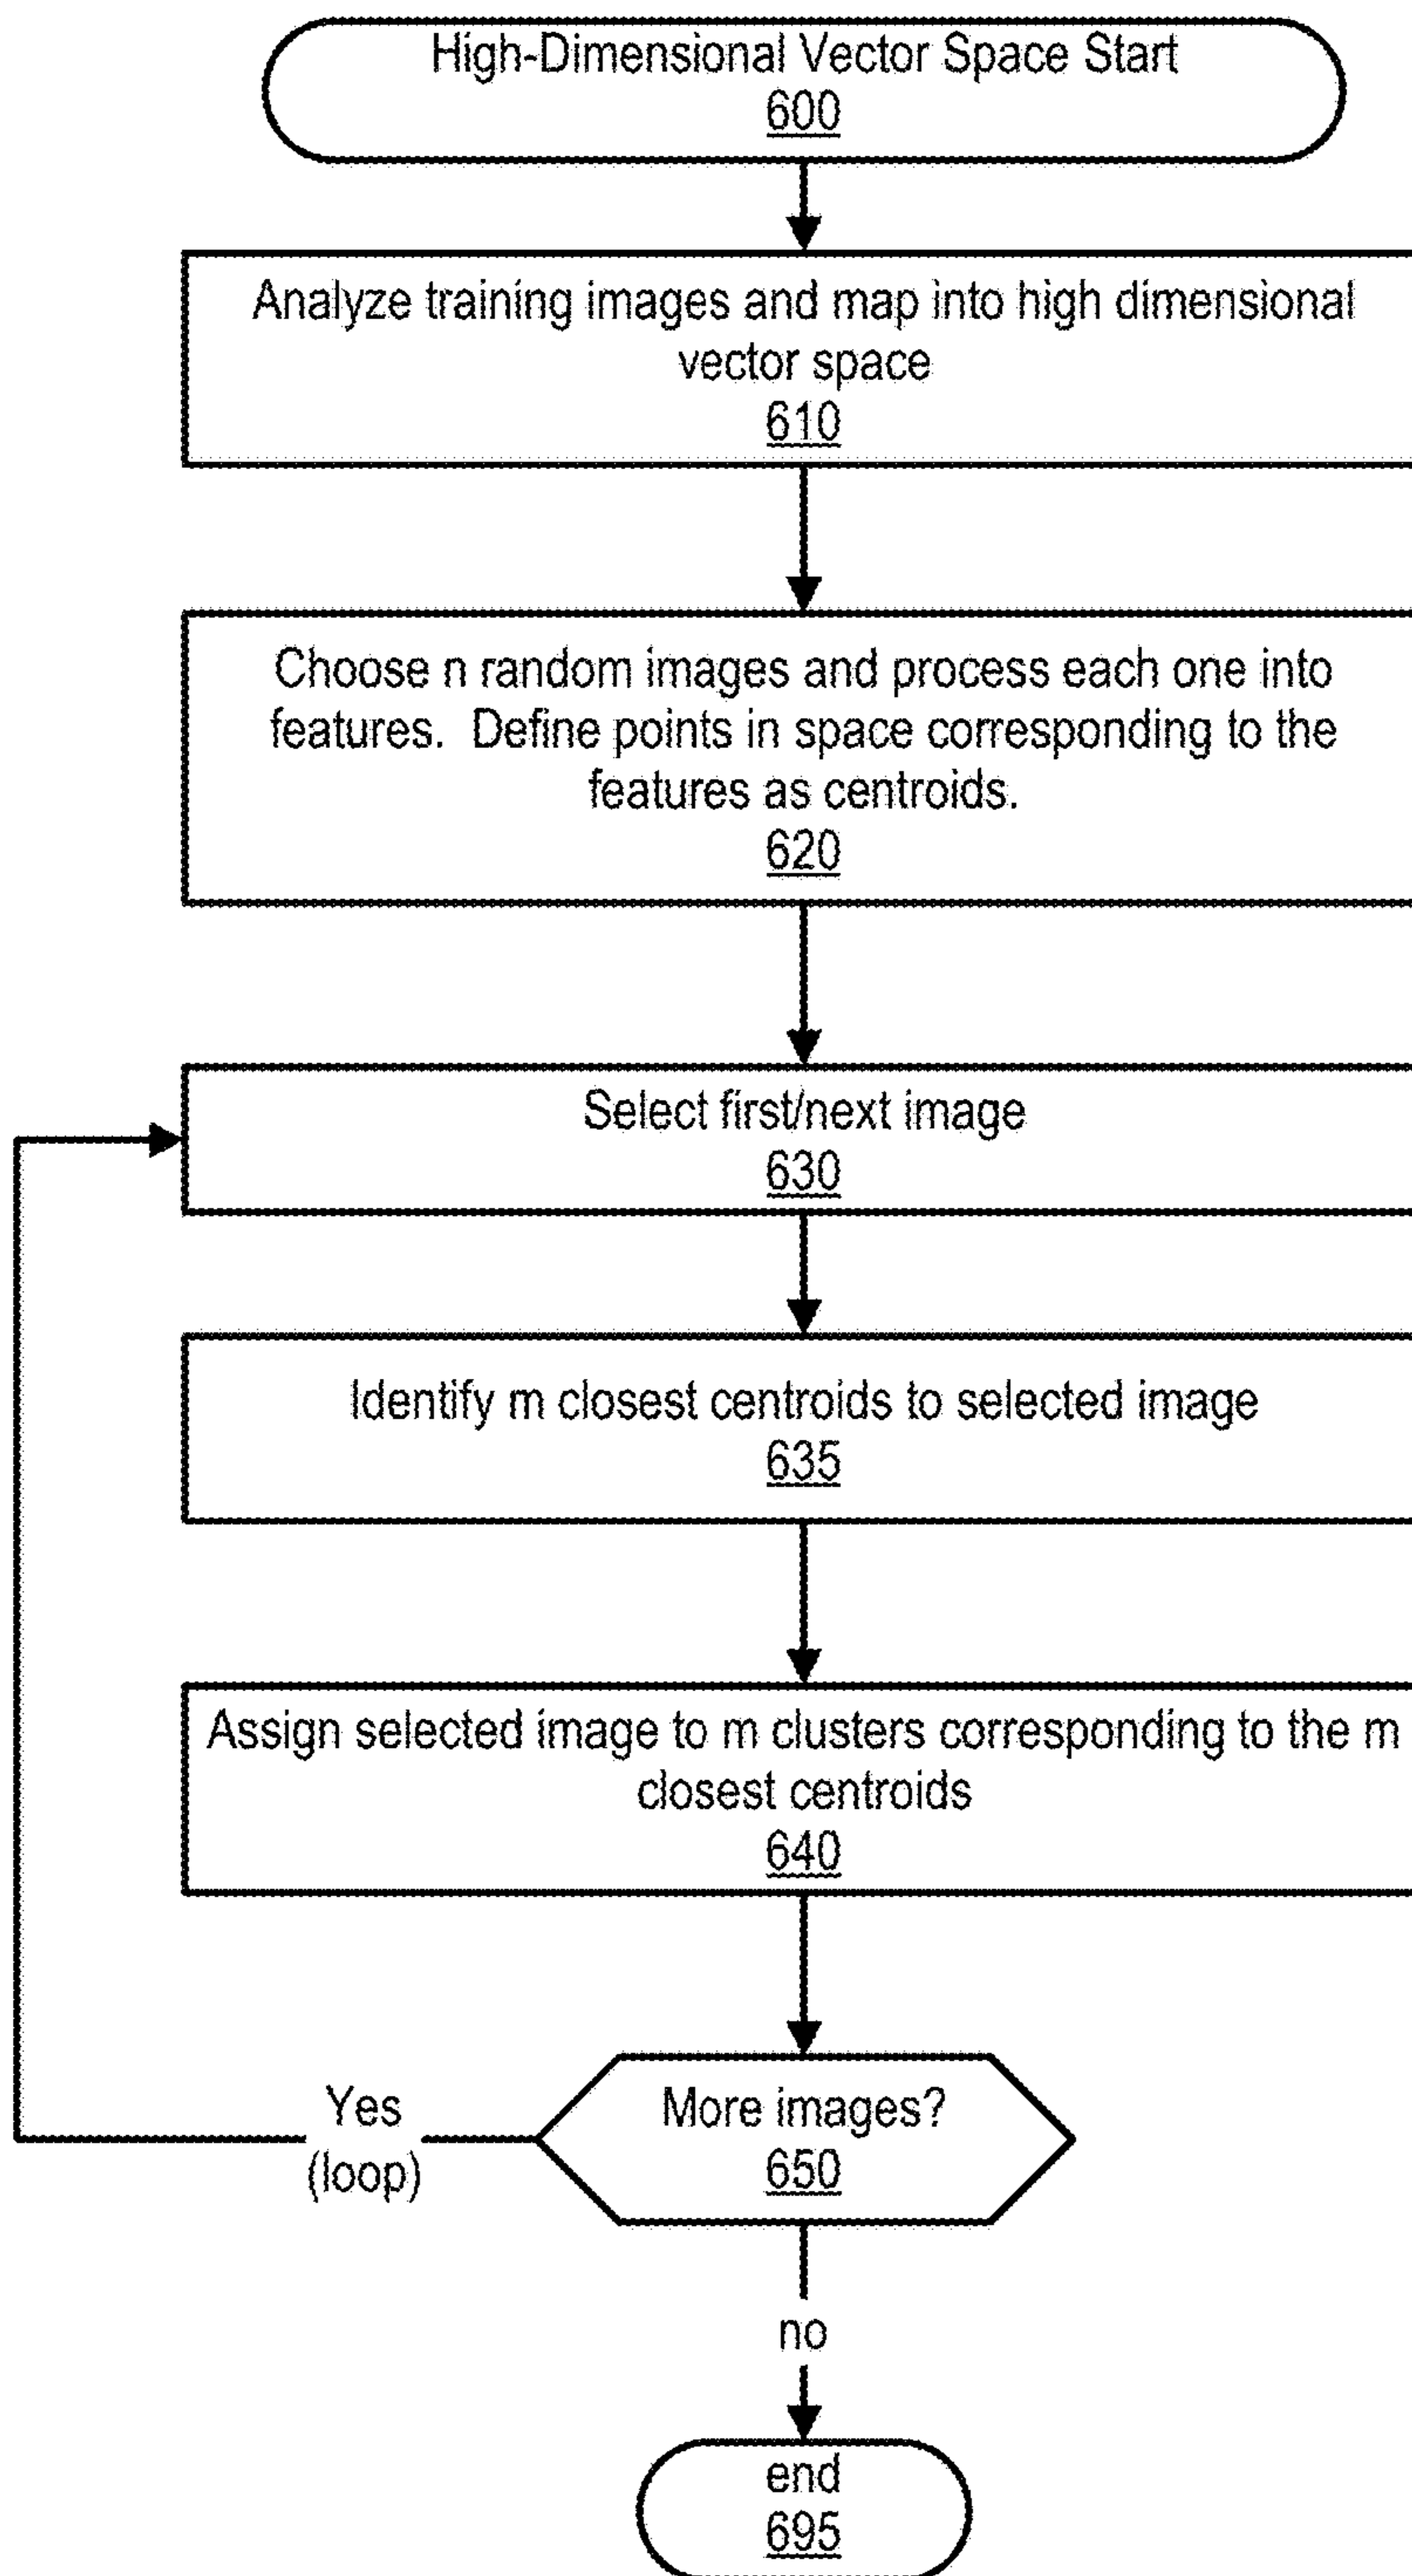 High-Dimensional Vector Space Start
600
Analyze training images and map into high dimensional
vector space
610
Choose n random images and process each one into
features.  Define points in space corresponding to the
features as centroids.
620
Select first/next image
630
Identify m closest centroids to selected image
635
Assign selected image to m clusters corresponding to the m
closest centroids
640
More images?
650
Yes
(loop)
no
end
695